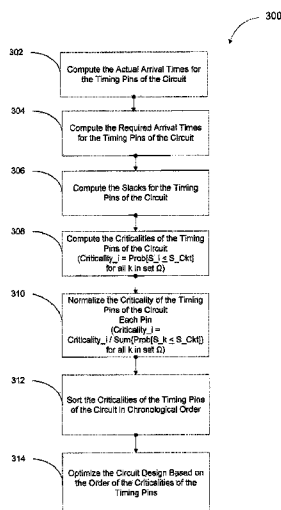 300
302
Compute the Actual Arrival Times for
the Timing Pins of the Circuit
304
Compute the Required Arrival Times
for the Timing Pins of the Circuit
306
Compute the Slacks for the Timing
Pins of the Circuit
308
Compute the Criticalities of the Timing
Pins of the Circuit
(Criticality_i = Prob[S_i ≤ S_Ckt]
for all k in set Ω)
310
Normalize the Criticality of the Timing
Pins of the Circuit
Each Pin
(Criticality_i =
Criticality_i / Sum{Prob[S_k ≤ S_Ckt]}
for all k in set Ω)
312
Sort the Criticalities of the Timing Pins
of the Circuit in Chronological Order
314
Optimize the Circuit Design Based on
the Order of the Criticalities of the
Timing Pins